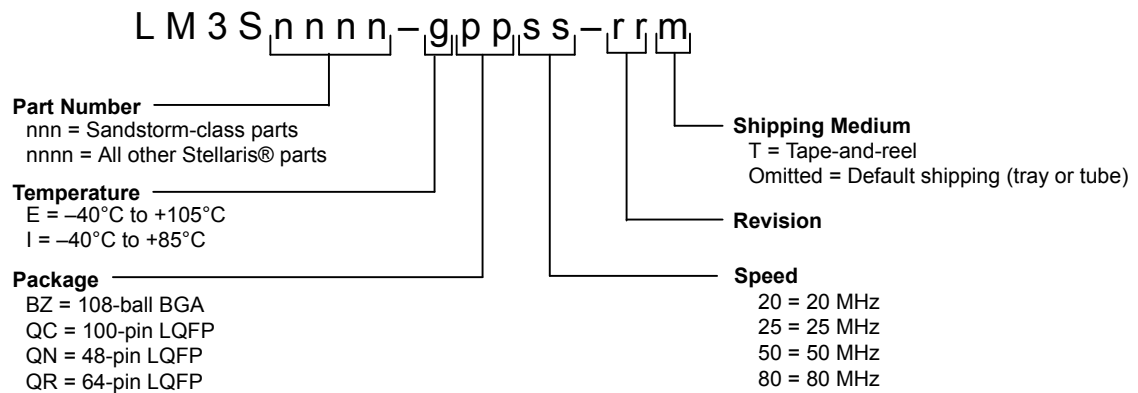 LM3Snnnn–gppss–rrm
Part Number
nnn = Sandstorm-class parts
nnnn = All other Stellaris® parts
Temperature
E = –40°C to +105°C
I = –40°C to +85°C
Package
BZ = 108-ball BGA
QC = 100-pin LQFP
QN = 48-pin LQFP
QR = 64-pin LQFP
Shipping Medium
T = Tape-and-reel
Omitted = Default shipping (tray or tube)
Revision
Speed
20 = 20 MHz
25 = 25 MHz
50 = 50 MHz
80 = 80 MHz